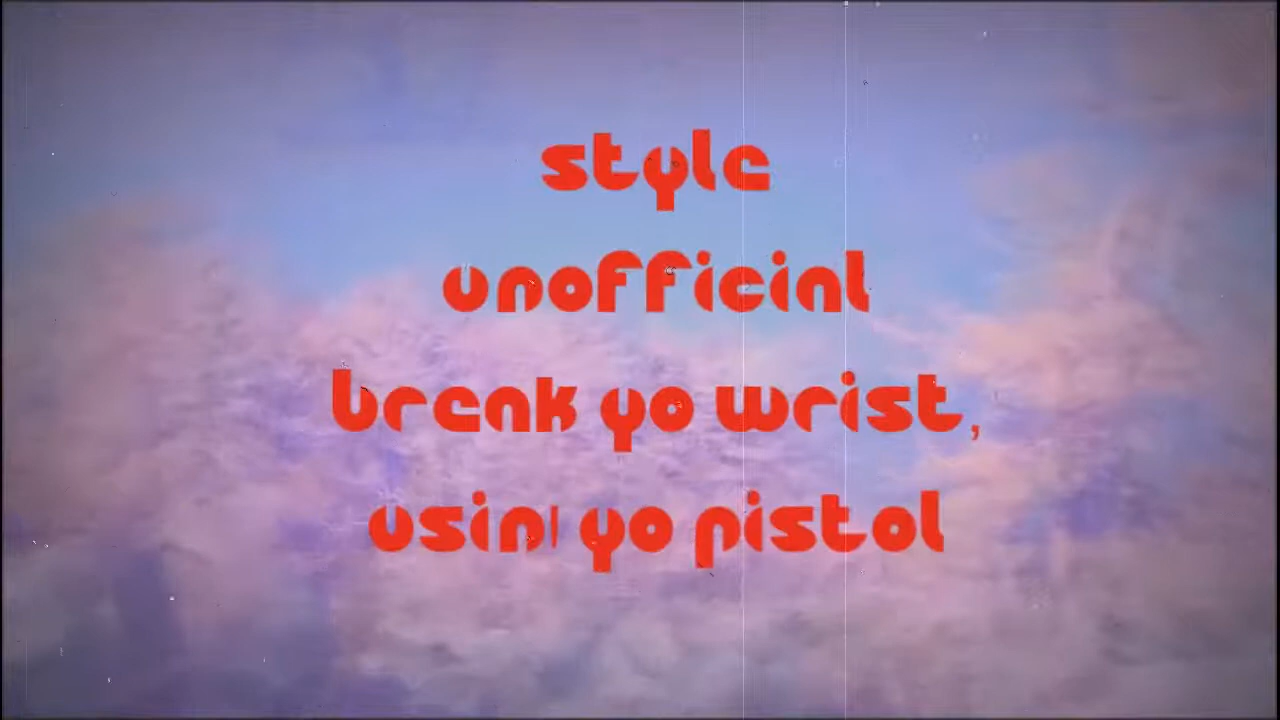 style
unofficial
break yo wrist,
usin| yo pistol